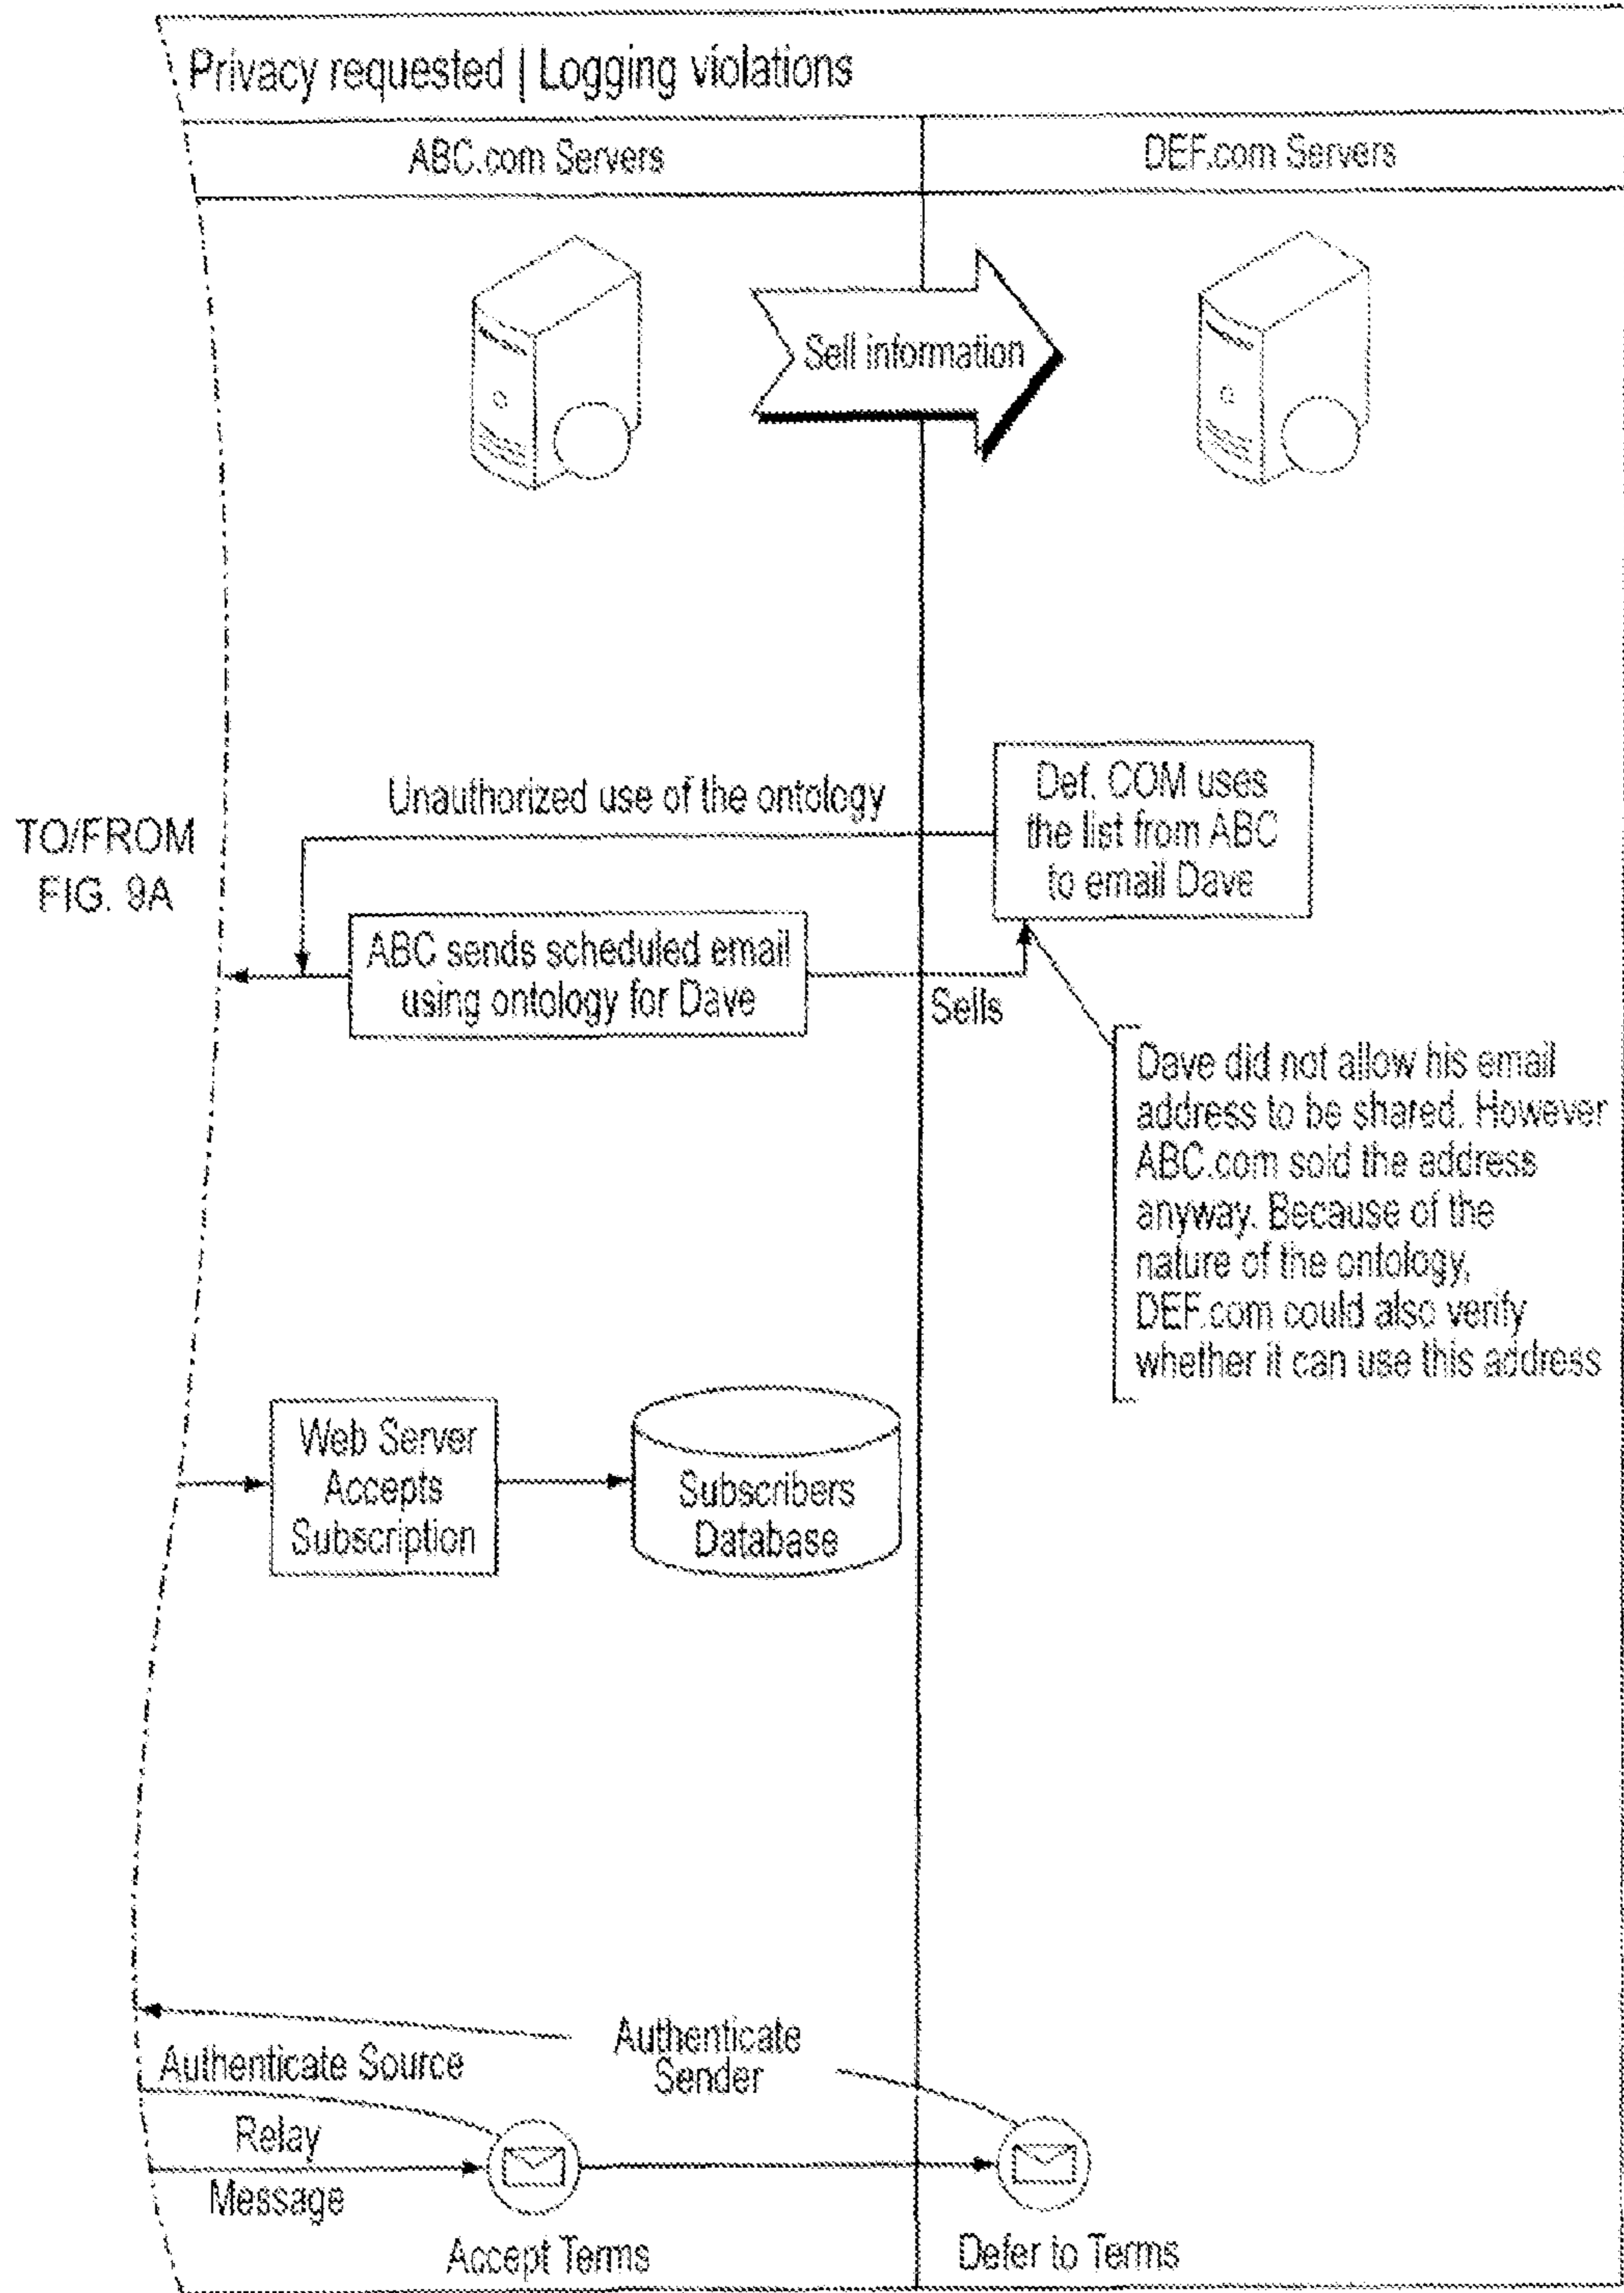 Privacy requested | Logging violations
ABC.com Servers
DEF.com Servers
Sell information
TO/FROM
FIG. 9A
Unauthorized use of the ontology
Def. COM uses
the list from ABC
to email Dave
ABC sends scheduled email
using ontology for Dave
Sells
Dave did not allow his email
address to be shared. However
ABC.com sold the address
anyway. Because of the
nature of the ontology,
DEF.com could also verify
whether it can use this address
Web Server
Accepts
Subscription
Subscribers
Database
Authenticate
Sender
Authenticate Source
Relay
Message
Accept Terms
Defer to Terms